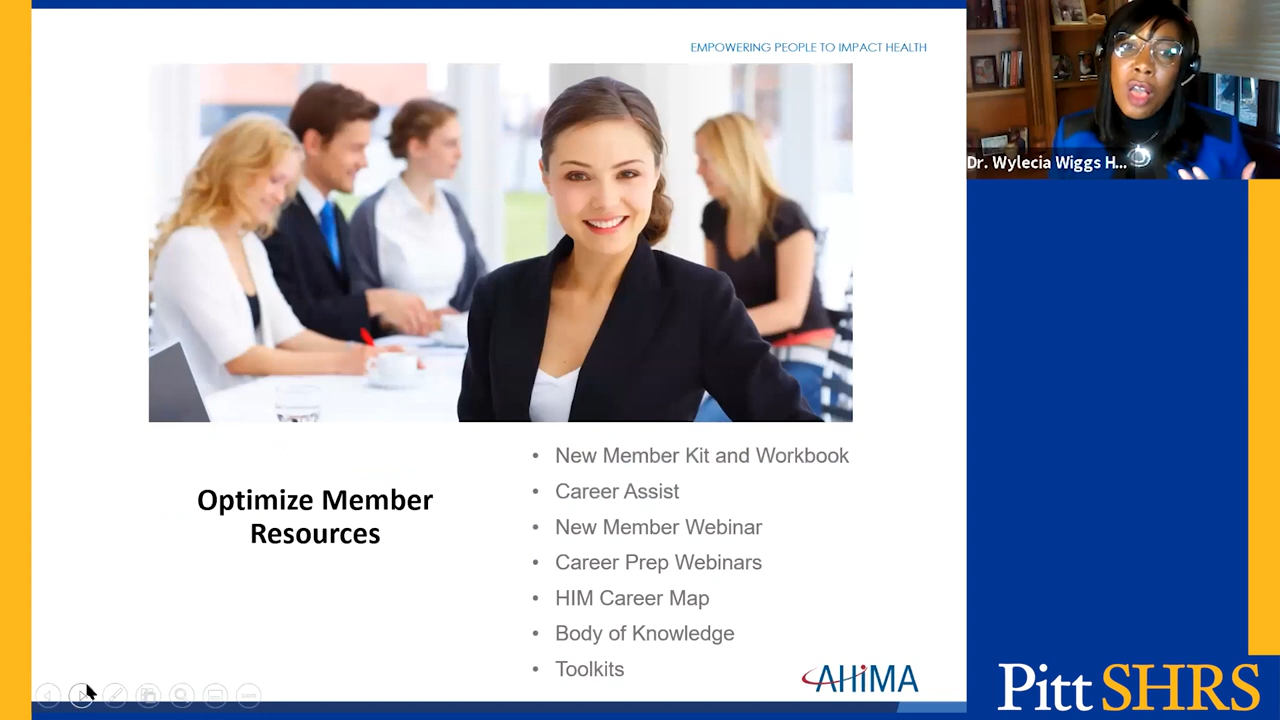 EMPOWERING PEOPLE TO IMPACT HEALTH
Dr. Wylecia Wiggs H...
Optimize Member
Resources
• New Member Kit and Workbook
• Career Assist
• New Member Webinar
• Career Prep Webinars
• HIM Career Map
• Body of Knowledge
• Toolkits
AHiMA
Pitt SHRS